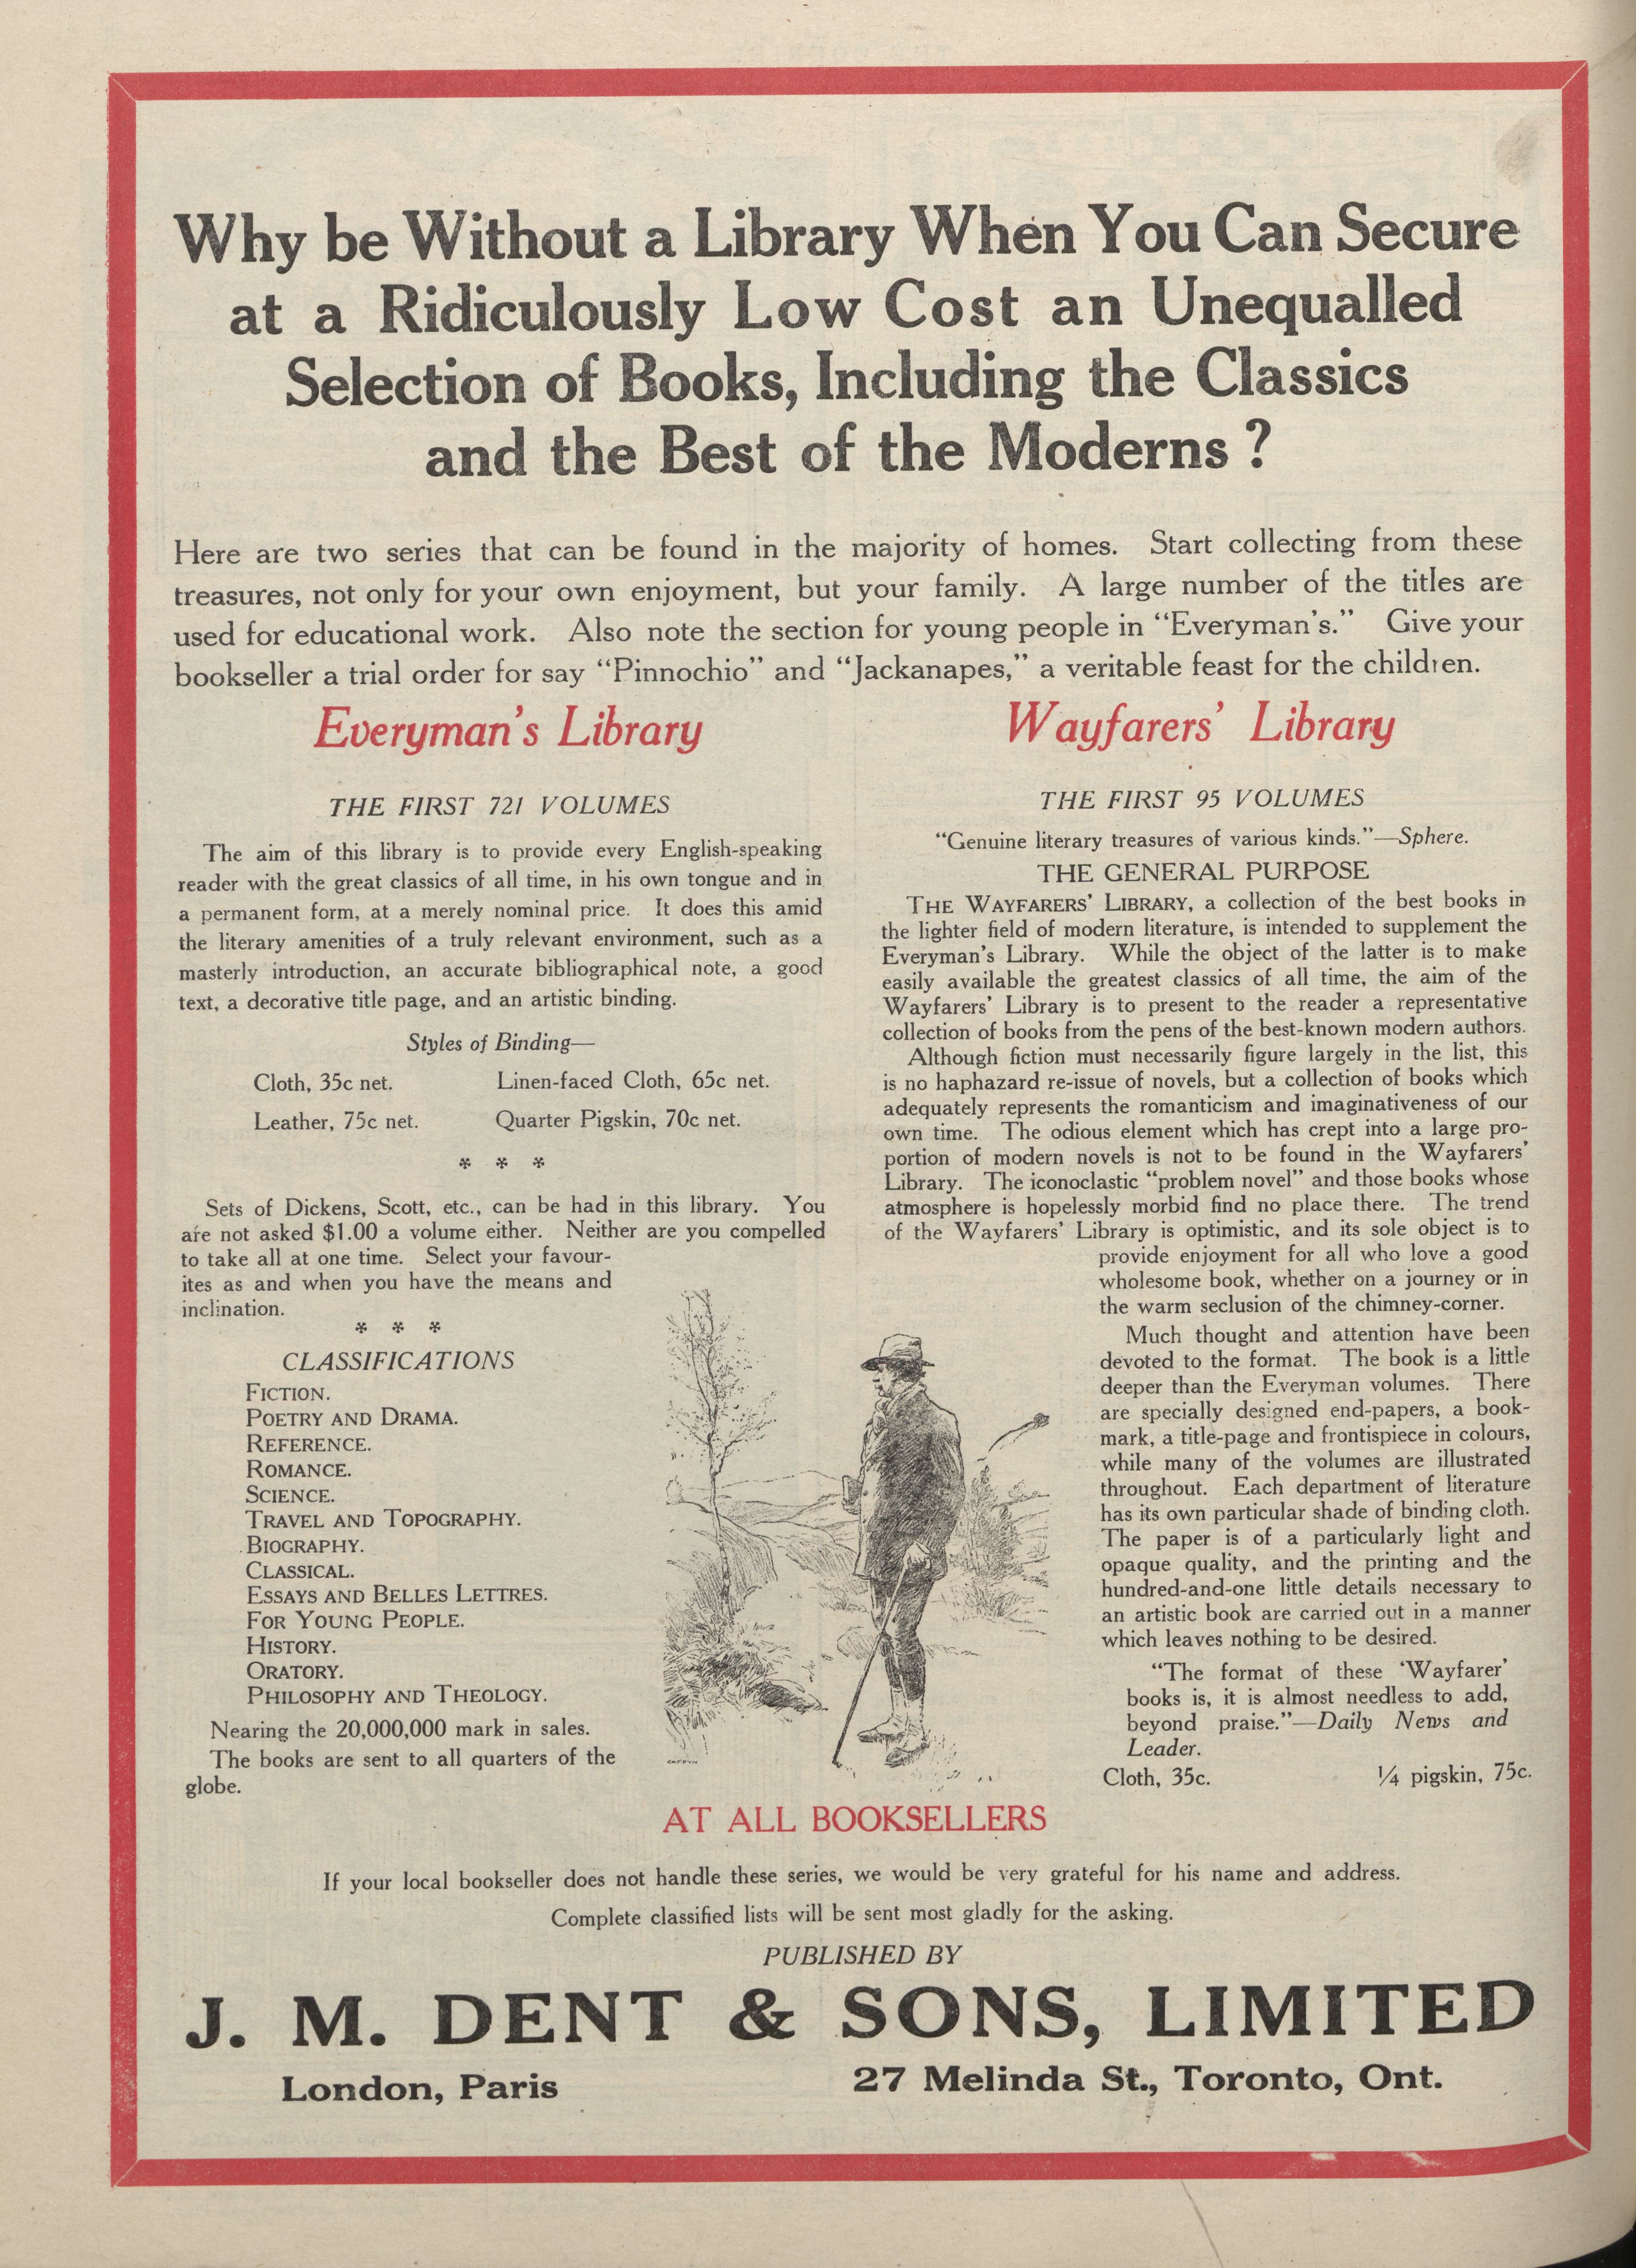 Why be Without a Library When You Can Secure
at a Ridiculously Low Cost an Unequalled
Selection of Books, Including the Classics
and the Best of the Moderns?
Here are two series that can be found in the majority of homes. Start collecting from these
treasures, not only for your own enjoyment, but your family. A large number of the titles are
used for educational work. Also note the section for young people in "Everyman's." Give your
bookseller a trial order for say "Pinnochio" and "Jackanapes," a veritable feast for the children.
Everyman's Library
THE FIRST 721 VOLUMES
The aim of this library is to provide every English-speaking
reader with the great classics of all time, in his own tongue and in
a permanent form, at a merely nominal price. It does this amid
the literary amenities of a truly relevant environment, such as a
masterly introduction, an accurate bibliographical note, a good
text, a decorative title page, and an artistic binding.
Styles of Binding—
Cloth, 35c net. Linen-faced Cloth, 65c net.
Leather, 75c net. Quarter Pigskin, 70c net.
* * *
Sets of Dickens, Scott, etc., can be had in this library. You
are not asked $1.00 a volume either. Neither are you compelled
to take all at one time. Select your favour-
ites as and when you have the means and
inclination.
* * *
CLASSIFICATIONS
FICTION.
POETRY AND DRAMA.
REFERENCE.
ROMANCE.
SCIENCE.
TRAVEL AND TOPOGRAPHY.
BIOGRAPHY.
CLASSICAL.
ESSAYS AND BELLES LETTRES.
FOR YOUNG PEOPLE.
HISTORY.
ORATORY.
PHILOSOPHY AND THEOLOGY.
Nearing the 20,000,000 mark in sales.
The books are sent to all quarters of the
globe.
Wayfarers' Library
THE FIRST 95 VOLUMES
"Genuine literary treasures of various kinds."—Sphere.
THE GENERAL PURPOSE
THE WAYFARERS' LIBRARY, a collection of the best books in
the lighter field of modern literature, is intended to supplement the
Everyman's Library. While the object of the latter is to make
easily available the greatest classics of all time, the aim of the
Wayfarers' Library is to present to the reader a representative
collection of books from the pens of the best-known modern authors.
Although fiction must necessarily figure largely in the list, this
is no haphazard re-issue of novels, but a collection of books which
adequately represents the romanticism and imaginativeness of our
own time. The odious element which has crept into a large pro-
portion of modern novels is not to be found in the Wayfarers'
Library. The iconoclastic "problem novel" and those books whose
atmosphere is hopelessly morbid find no place there. The trend
of the Wayfarers' Library is optimistic, and its sole object is to
provide enjoyment for all who love a good
wholesome book, whether on a journey or in
the warm seclusion of the chimney-corner.
Much thought and attention have been
devoted to the format. The book is a little
deeper than the Everyman volumes. There
are specially designed end-papers, a book-
mark, a title-page and frontispiece in colours,
while many of the volumes are illustrated
throughout. Each department of literature
has its own particular shade of binding cloth.
The paper is of a particularly light and
opaque quality, and the printing and the
hundred-and-one little details necessary to
an artistic book are carried out in a manner
which leaves nothing to be desired.
"The format of these 'Wayfarer'
books is, it is almost needless to add,
beyond praise."—Daily News and
Leader.
Cloth, 35c. ¼ pigskin, 75c.
AT ALL BOOKSELLERS
If your local bookseller does not handle these series, we would be very grateful for his name and address.
Complete classified lists will be sent most gladly for the asking.
PUBLISHED BY
J. M. DENT & SONS, LIMITED
London, Paris 27 Melinda St., Toronto, Ont.